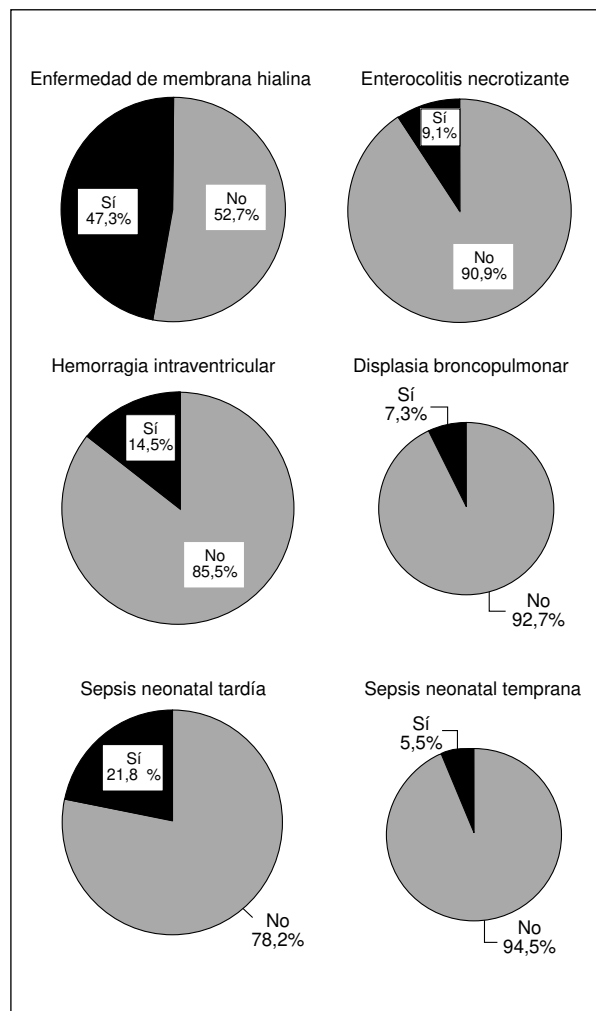 Enfermedad de membrana hialina
Sí
47,3%
No
52,7%
Enterocolitis necrotizante
Sí
9,1%
No
90,9%
Hemorragia intraventricular
Sí
14,5%
No
85,5%
Displasia broncopulmonar
Sí
7,3%
No
92,7%
Sepsis neonatal tardía
Sí
21,8 %
No
78,2%
Sepsis neonatal temprana
Sí
5,5%
No
94,5%